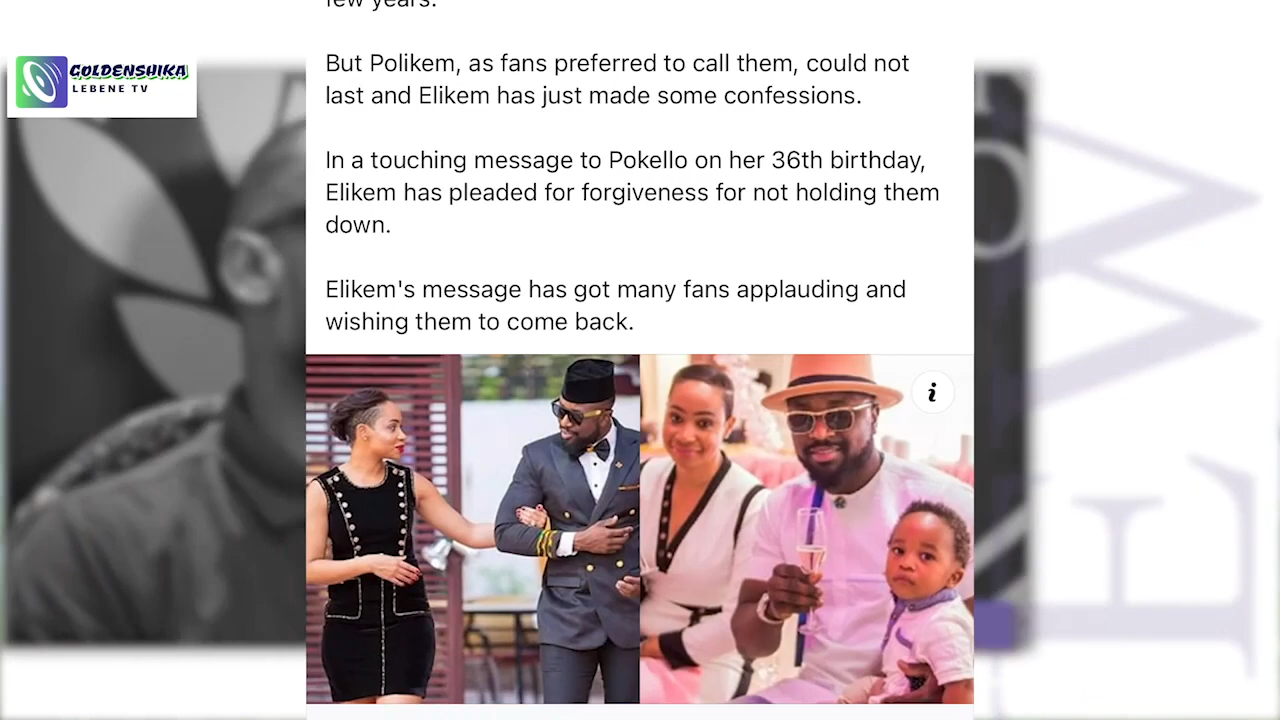 few years.
GOLDENSHIKA
LEBENE TV
But Polikem, as fans preferred to call them, could not
last and Elikem has just made some confessions.
In a touching message to Pokello on her 36th birthday,
Elikem has pleaded for forgiveness for not holding them
down.
Elikem's message has got many fans applauding and
wishing them to come back.
i